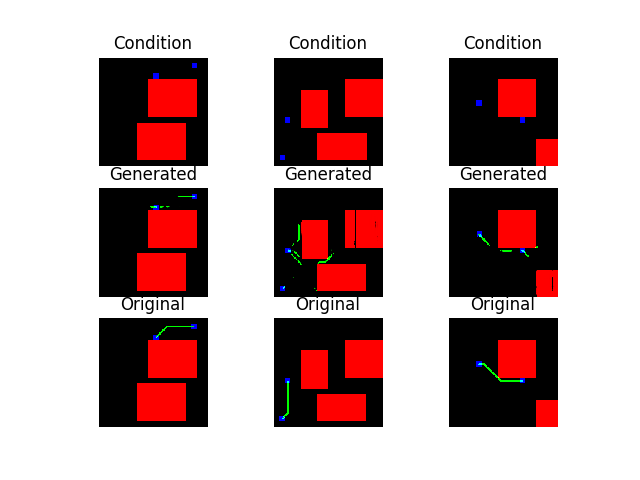 Condition Condition Condition
Generated Generated Generated
Original Original Original